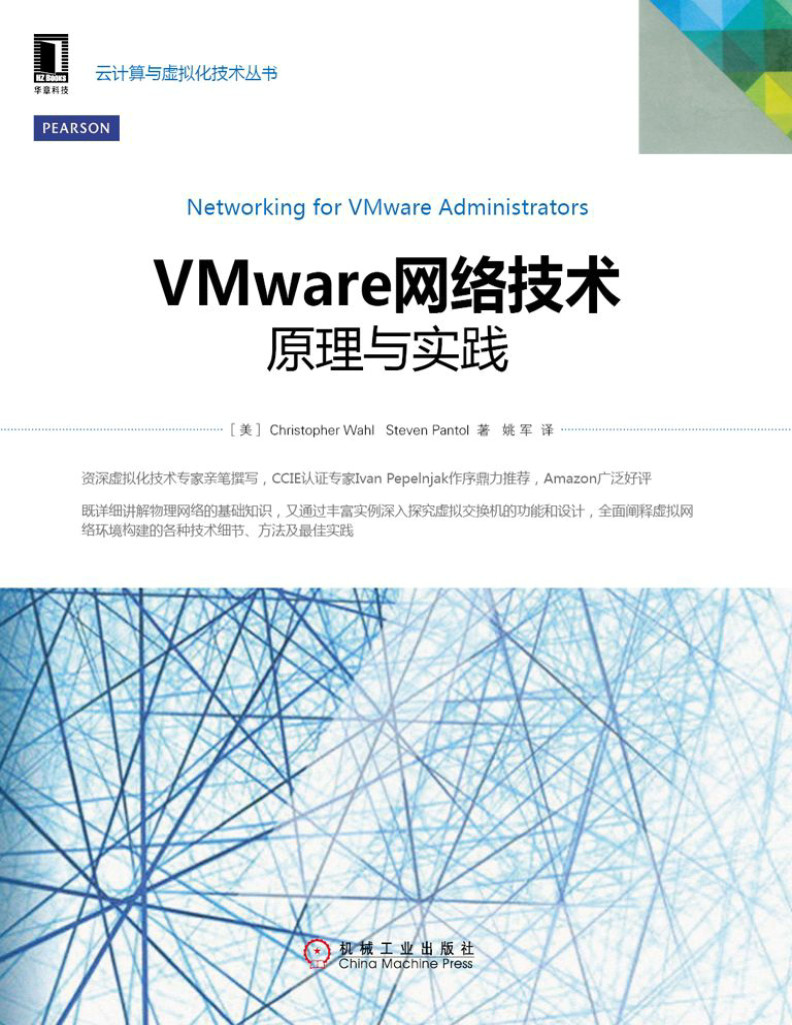 HZ Books
华章科技
云计算与虚拟化技术丛书
PEARSON
Networking for VMware Administrators
VMware网络技术
原理与实践
［美］Christopher Wahl Steven Pantol 著 姚军 译
资深虚拟化技术专家亲笔撰写，CCIE认证专家Ivan Pepelnjak作序鼎力推荐，Amazon广泛好评
既详细讲解物理网络的基础知识，又通过丰富实例深入探究虚拟交换机的功能和设计，全面阐释虚拟网
络环境构建的各种技术细节、方法及最佳实践
机械工业出版社
China Machine Press